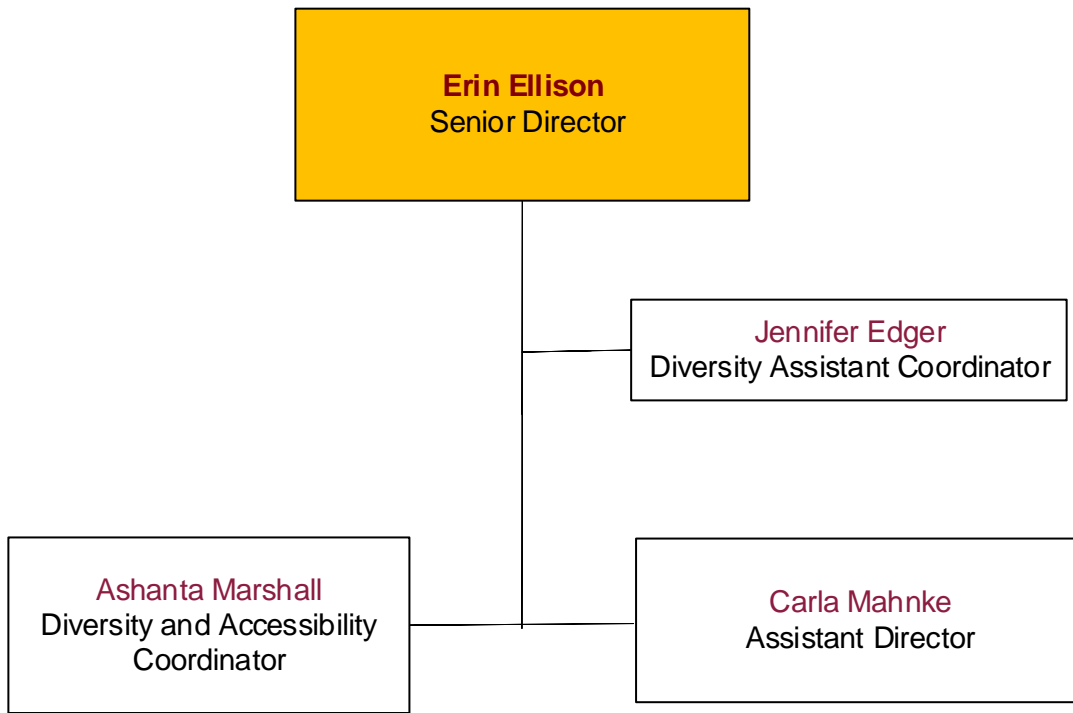 Erin Ellison
Senior Director
Jennifer Edger
Diversity Assistant Coordinator
Ashanta Marshall
Diversity and Accessibility
Coordinator
Carla Mahnke
Assistant Director